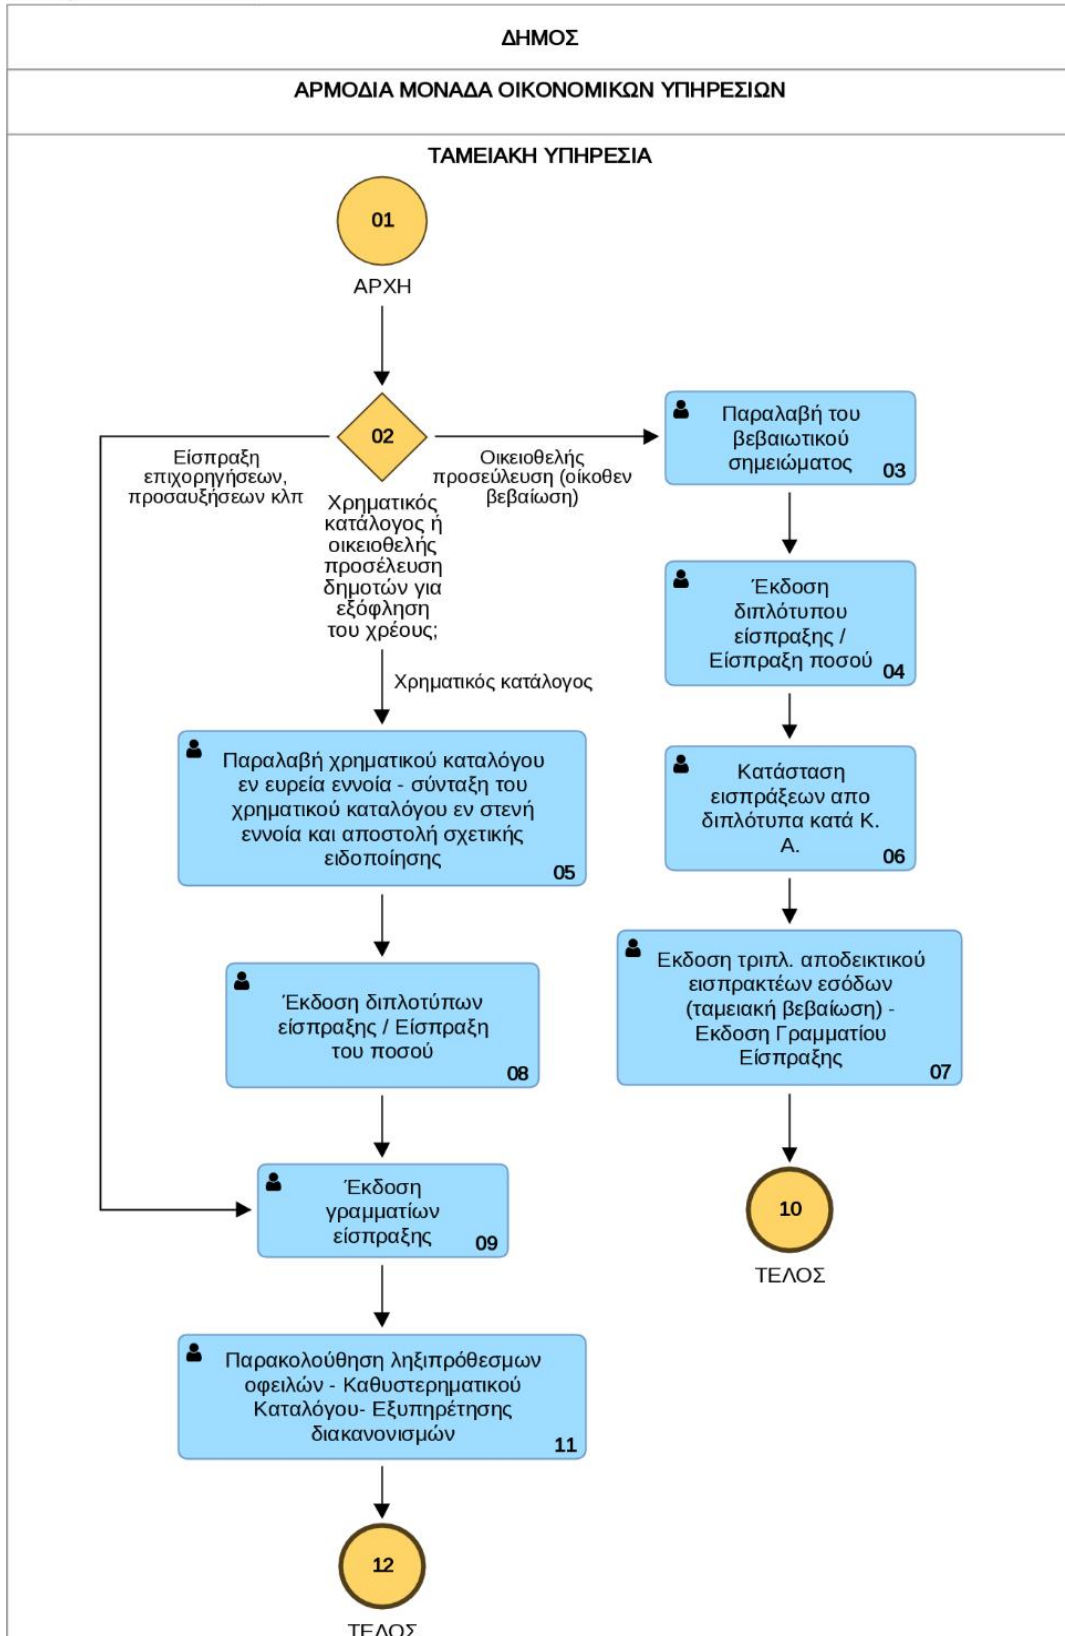 ΔΗΜΟΣ
ΑΡΜΟΔΙΑ ΜΟΝΑΔΑ ΟΙΚΟΝΟΜΙΚΩΝ ΥΠΗΡΕΣΙΩΝ
ΤΑΜΕΙΑΚΗ ΥΠΗΡΕΣΙΑ
01
ΑΡΧΗ
02
Είσπραξη
επιχορηγήσεων,
προσαυξήσεων κλπ
Οικειοθελής
προσεύλευση (οίκοθεν
βεβαίωση)
Χρηματικός
κατάλογος ή
οικειοθελής
προσέλευση
δημοτών για
εξόφληση
του χρέους;
Χρηματικός κατάλογος
Παραλαβή του
βεβαιωτικού
σημειώματος
03
Έκδοση
διπλότυπου
είσπραξης /
Είσπραξη ποσού
04
Παραλαβή χρηματικού καταλόγου
εν ευρεία εννοία - σύνταξη του
χρηματικού καταλόγου εν στενή
εννοία και αποστολή σχετικής
ειδοποίησης
05
Κατάσταση
εισπράξεων απο
διπλότυπα κατά Κ.
Α.
06
Εκδοση τριπλ. αποδεικτικού
εισπρακτέων εσόδων
(ταμειακή βεβαίωση) -
Εκδοση Γραμματίου
Είσπραξης
07
Έκδοση διπλοτύπων
είσπραξης / Είσπραξη
του ποσού
08
Έκδοση
γραμματίων
είσπραξης
09
10
ΤΕΛΟΣ
Παρακολούθηση ληξιπρόθεσμων
οφειλών - Καθυστερηματικού
Καταλόγου- Εξυπηρέτησης
διακανονισμών
11
12
ΤΕΛΟΣ